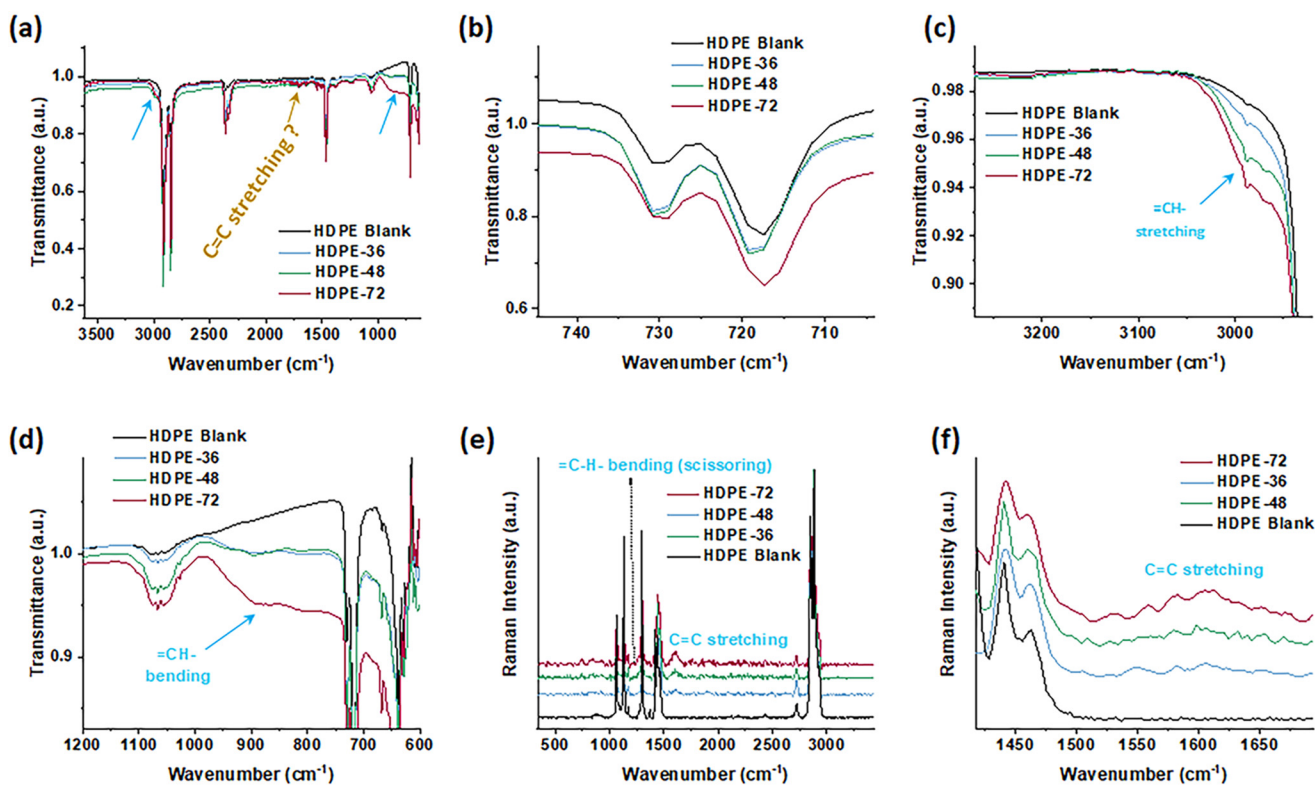 (a)
Transmittance (a.u.)
1.0
0.8
0.6
0.4
0.2
C=C stretching ?
HDPE Blank
HDPE-36
HDPE-48
HDPE-72
3500
3000
2500
2000
1500
1000
Wavenumber (cm-1)
(b)
Transmittance (a.u.)
1.0
0.8
0.6
HDPE Blank
HDPE-36
HDPE-48
HDPE-72
740
730
720
710
Wavenumber (cm-1)
(c)
Transmittance (a.u.)
0.98
0.96
0.94
0.92
0.90
HDPE Blank
HDPE-36
HDPE-48
HDPE-72
=CH-
stretching
3200
3100
3000
Wavenumber (cm-1)
(d)
Transmittance (a.u.)
1.0
0.9
HDPE Blank
HDPE-36
HDPE-48
HDPE-72
=CH-
bending
1200
1100
1000
900
800
700
600
Wavenumber (cm-1)
(e)
Raman Intensity (a.u.)
=C-H- bending (scissoring)
HDPE-72
HDPE-48
HDPE-36
HDPE Blank
C=C stretching
500
1000
1500
2000
2500
3000
Wavenumber (cm-1)
(f)
Raman Intensity (a.u.)
HDPE-72
HDPE-36
HDPE-48
HDPE Blank
C=C stretching
1450
1500
1550
1600
1650
Wavenumber (cm-1)